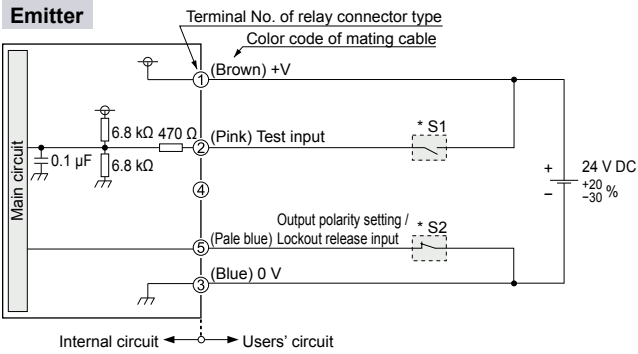 Emitter
Terminal No. of relay connector type
Color code of mating cable
1 (Brown) +V
6.8 kΩ 470 Ω 2 (Pink) Test input * S1
0.1 µF 6.8 kΩ
Main circuit
4
+ 24 V DC
− +20 −30 %
Output polarity setting / * S2
5 (Pale blue) Lockout release input
3 (Blue) 0 V
Internal circuit Users' circuit